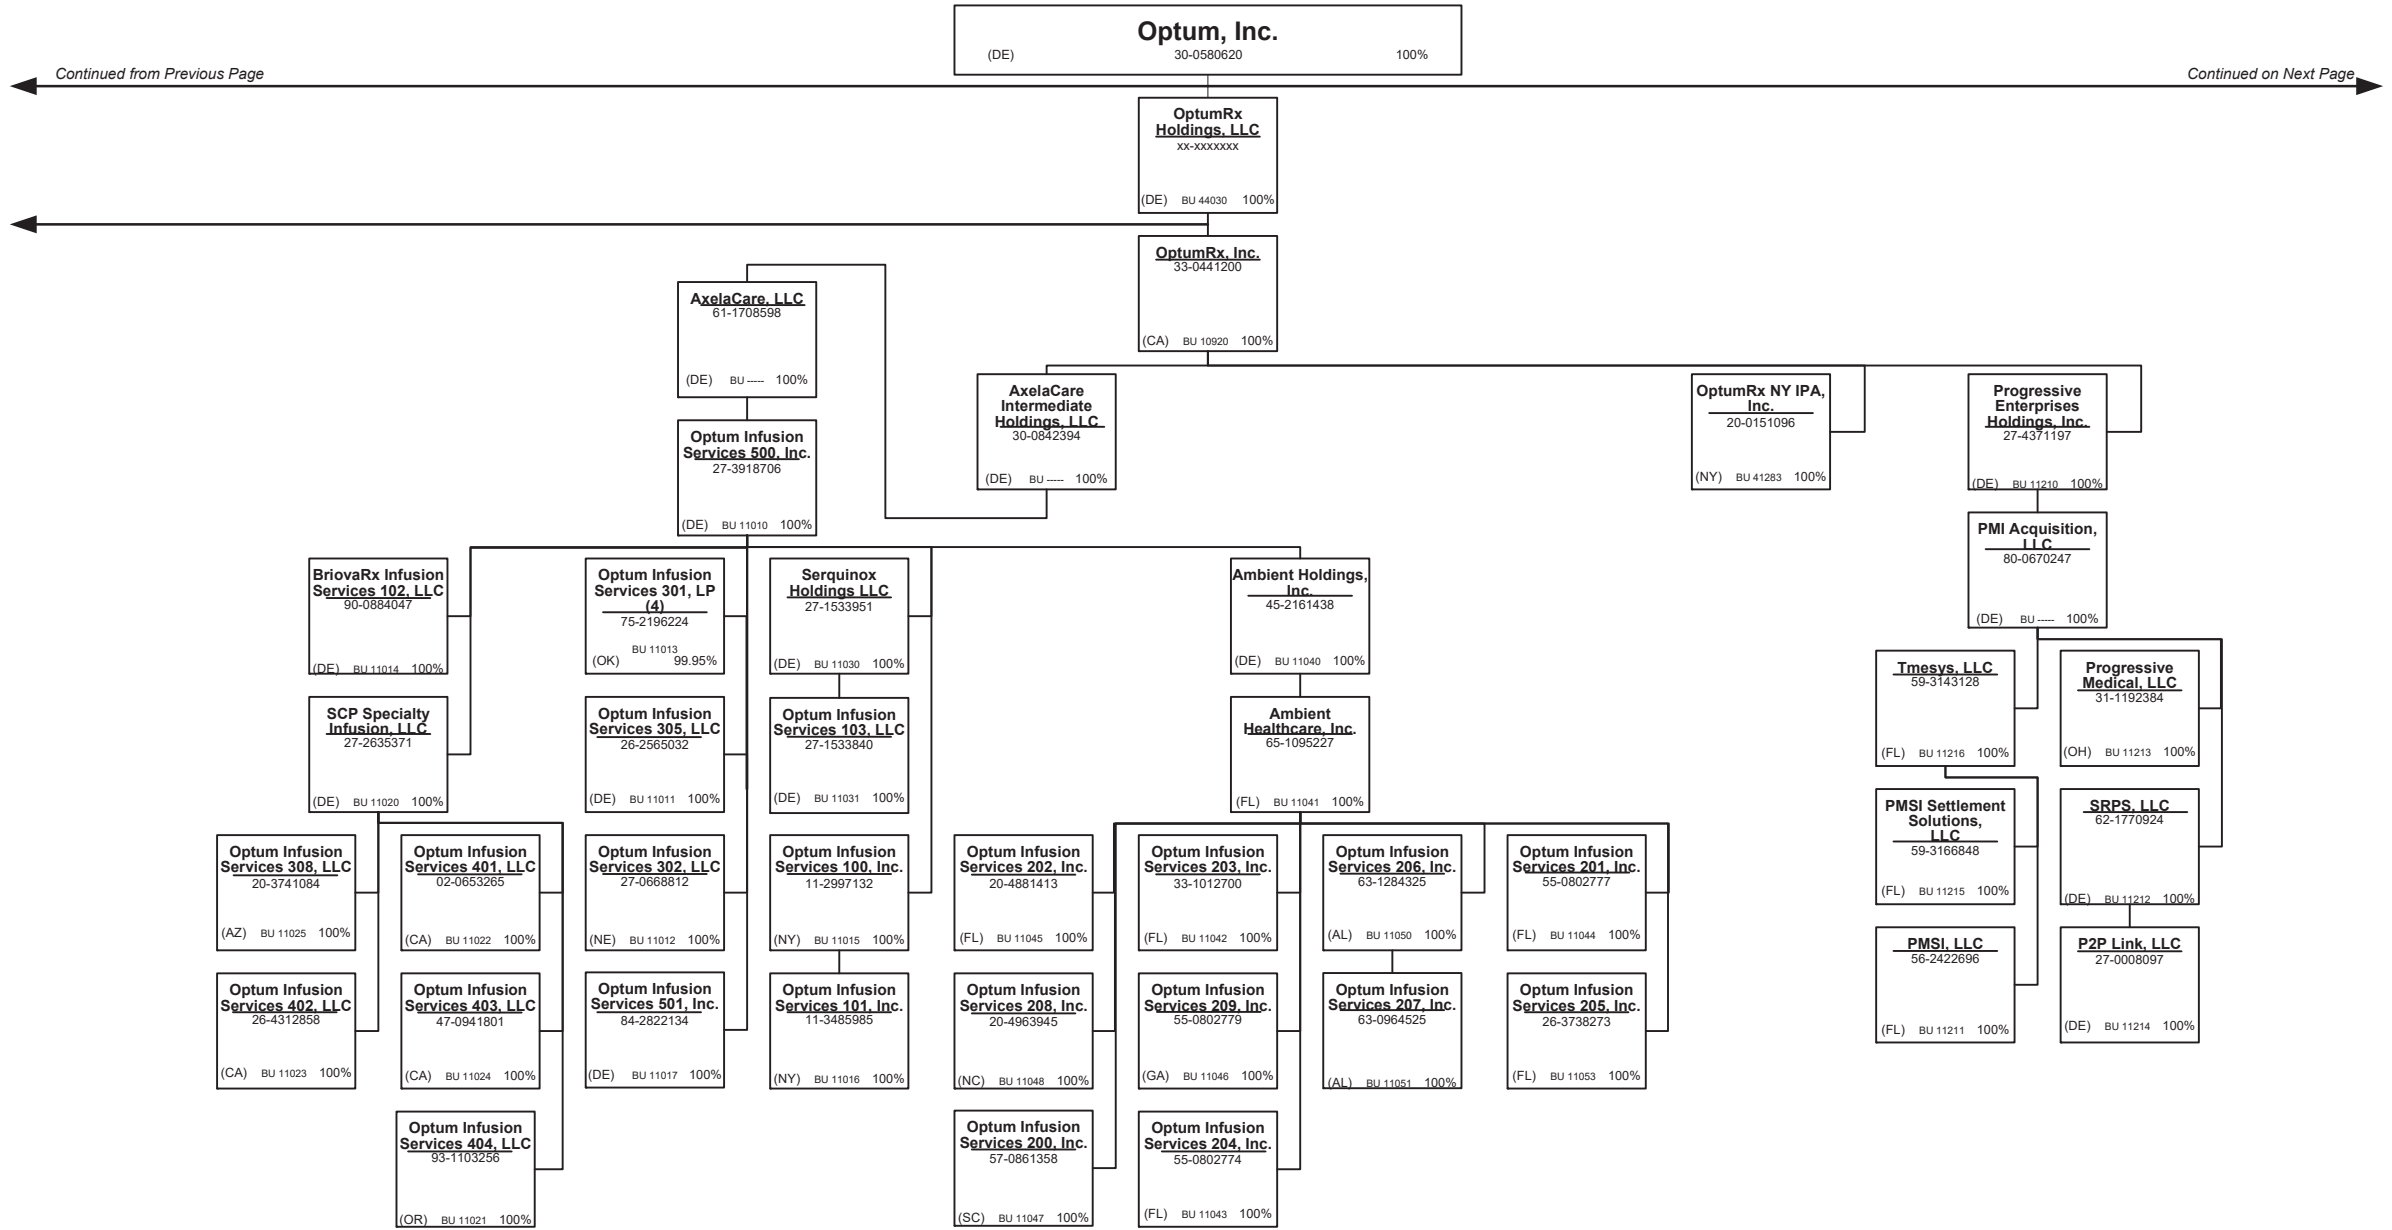 Optum, Inc.
(DE) 30-0580620 100%
Continued from Previous Page
Continued on Next Page
OptumRx
Holdings, LLC
xx-xxxxxxx
(DE) BU 44030 100%
OptumRx, Inc.
33-0441200
(CA) BU 10920 100%
AxelaCare, LLC
61-1708598
(DE) BU ----- 100%
AxelaCare
Intermediate
Holdings, LLC
30-0842394
(DE) BU ----- 100%
OptumRx NY IPA,
Inc.
20-0151096
(NY) BU 41283 100%
Progressive
Enterprises
Holdings, Inc.
27-4371197
(DE) BU 11210 100%
Optum Infusion
Services 500, Inc.
27-3918706
(DE) BU 11010 100%
PMI Acquisition,
LLC
80-0670247
(DE) BU ----- 100%
BriovaRx Infusion
Services 102, LLC
90-0884047
(DE) BU 11014 100%
Optum Infusion
Services 301, LP
(4)
75-2196224
BU 11013
(OK) 99.95%
Serquinox
Holdings LLC
27-1533951
(DE) BU 11030 100%
Ambient Holdings,
Inc.
45-2161438
(DE) BU 11040 100%
Tmesys, LLC
59-3143128
(FL) BU 11216 100%
Progressive
Medical, LLC
31-1192384
(OH) BU 11213 100%
SCP Specialty
Infusion, LLC
27-2635371
(DE) BU 11020 100%
Optum Infusion
Services 305, LLC
26-2565032
(DE) BU 11011 100%
Optum Infusion
Services 103, LLC
27-1533840
(DE) BU 11031 100%
Ambient
Healthcare, Inc.
65-1095227
(FL) BU 11041 100%
PMSI Settlement
Solutions,
LLC
59-3166848
(FL) BU 11215 100%
SRPS, LLC
62-1770924
(DE) BU 11212 100%
Optum Infusion
Services 308, LLC
20-3741084
(AZ) BU 11025 100%
Optum Infusion
Services 401, LLC
02-0653265
(CA) BU 11022 100%
Optum Infusion
Services 302, LLC
27-0668812
(NE) BU 11012 100%
Optum Infusion
Services 100, Inc.
11-2997132
(NY) BU 11015 100%
Optum Infusion
Services 202, Inc.
20-4881413
(FL) BU 11045 100%
Optum Infusion
Services 203, Inc.
33-1012700
(FL) BU 11042 100%
Optum Infusion
Services 206, Inc.
63-1284325
(AL) BU 11050 100%
Optum Infusion
Services 201, Inc.
55-0802777
(FL) BU 11044 100%
PMSI, LLC
56-2422696
(FL) BU 11211 100%
P2P Link, LLC
27-0008097
(DE) BU 11214 100%
Optum Infusion
Services 402, LLC
26-4312858
(CA) BU 11023 100%
Optum Infusion
Services 403, LLC
47-0941801
(CA) BU 11024 100%
Optum Infusion
Services 501, Inc.
84-2822134
(DE) BU 11017 100%
Optum Infusion
Services 101, Inc.
11-3485985
(NY) BU 11016 100%
Optum Infusion
Services 208, Inc.
20-4963945
(NC) BU 11048 100%
Optum Infusion
Services 209, Inc.
55-0802779
(GA) BU 11046 100%
Optum Infusion
Services 207, Inc.
63-0964525
(AL) BU 11051 100%
Optum Infusion
Services 205, Inc.
26-3738273
(FL) BU 11053 100%
Optum Infusion
Services 404, LLC
93-1103256
(OR) BU 11021 100%
Optum Infusion
Services 200, Inc.
57-0861358
(SC) BU 11047 100%
Optum Infusion
Services 204, Inc.
55-0802774
(FL) BU 11043 100%